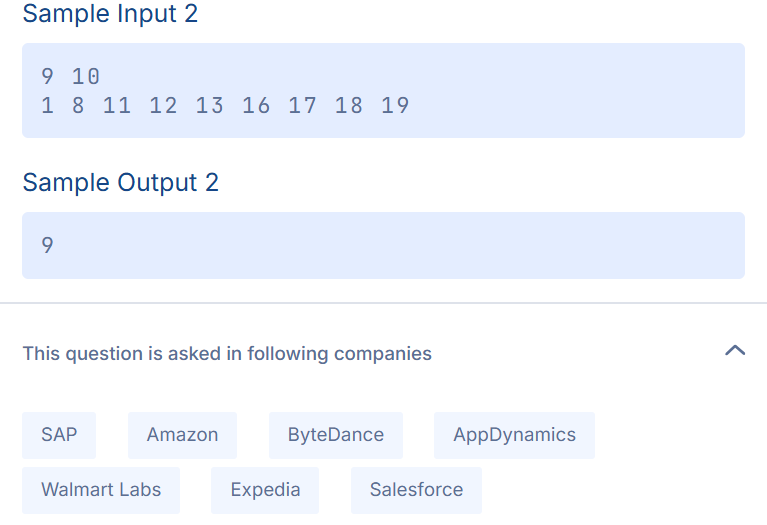 Sample Input 2
9 10
1 8 11 12 13 16 17 18 19
Sample Output 2
9
This question is asked in following companies
SAP Amazon ByteDance AppDynamics
Walmart Labs Expedia Salesforce